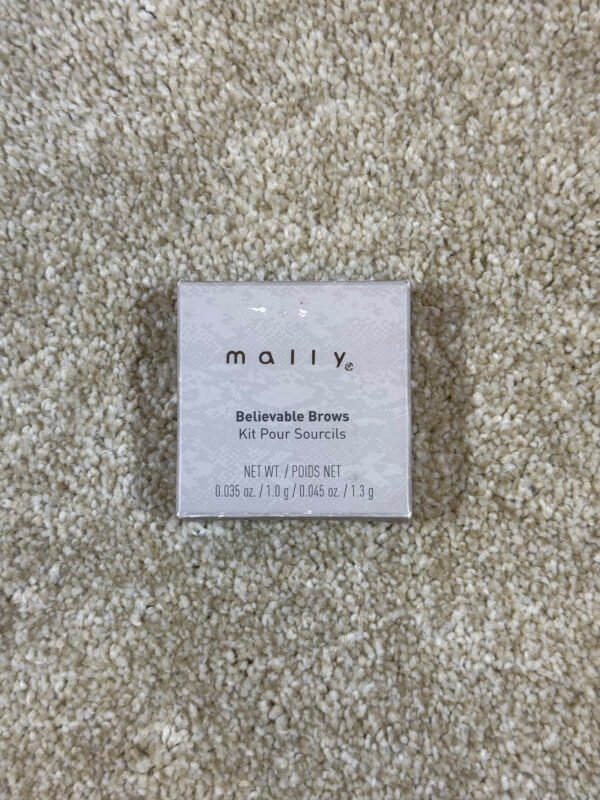 mally
Believable Brows
Kit Pour Sourcils
NET WT. / POIDS NET
0.035 oz. / 1.0 g / 0.045 oz. / 1.3 g